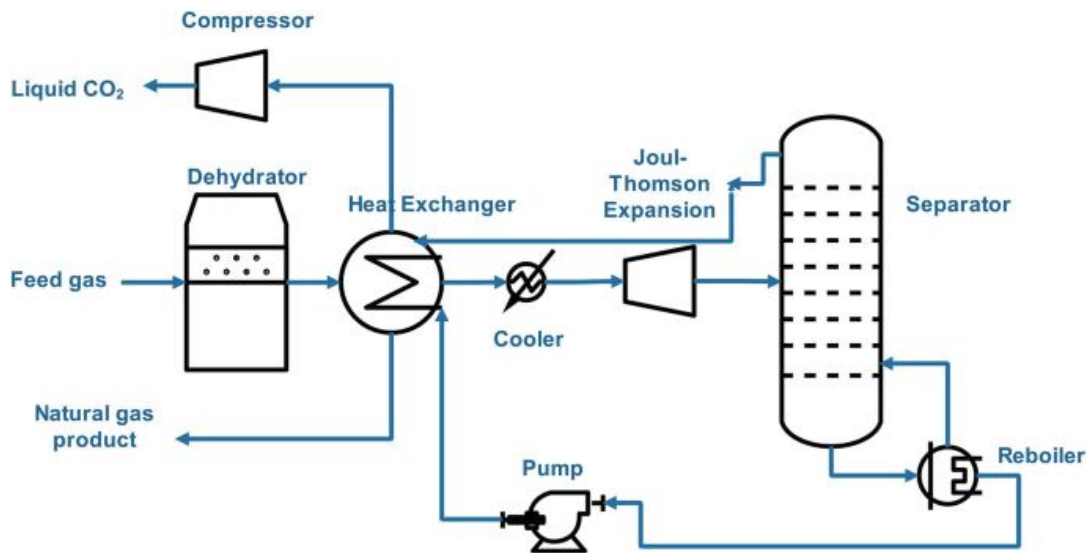 Compressor
Liquid CO₂
Dehydrator
Heat Exchanger
Joul-
Thomson
Expansion
Separator
Feed gas
Cooler
Natural gas
product
Pump
Reboiler